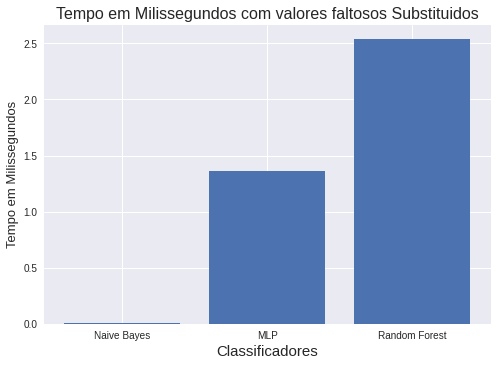 Tempo em Milissegundos com valores faltosos Substituidos
Tempo em Milissegundos
2.5
2.0
1.5
1.0
0.5
0.0
Naive Bayes MLP Random Forest
Classificadores